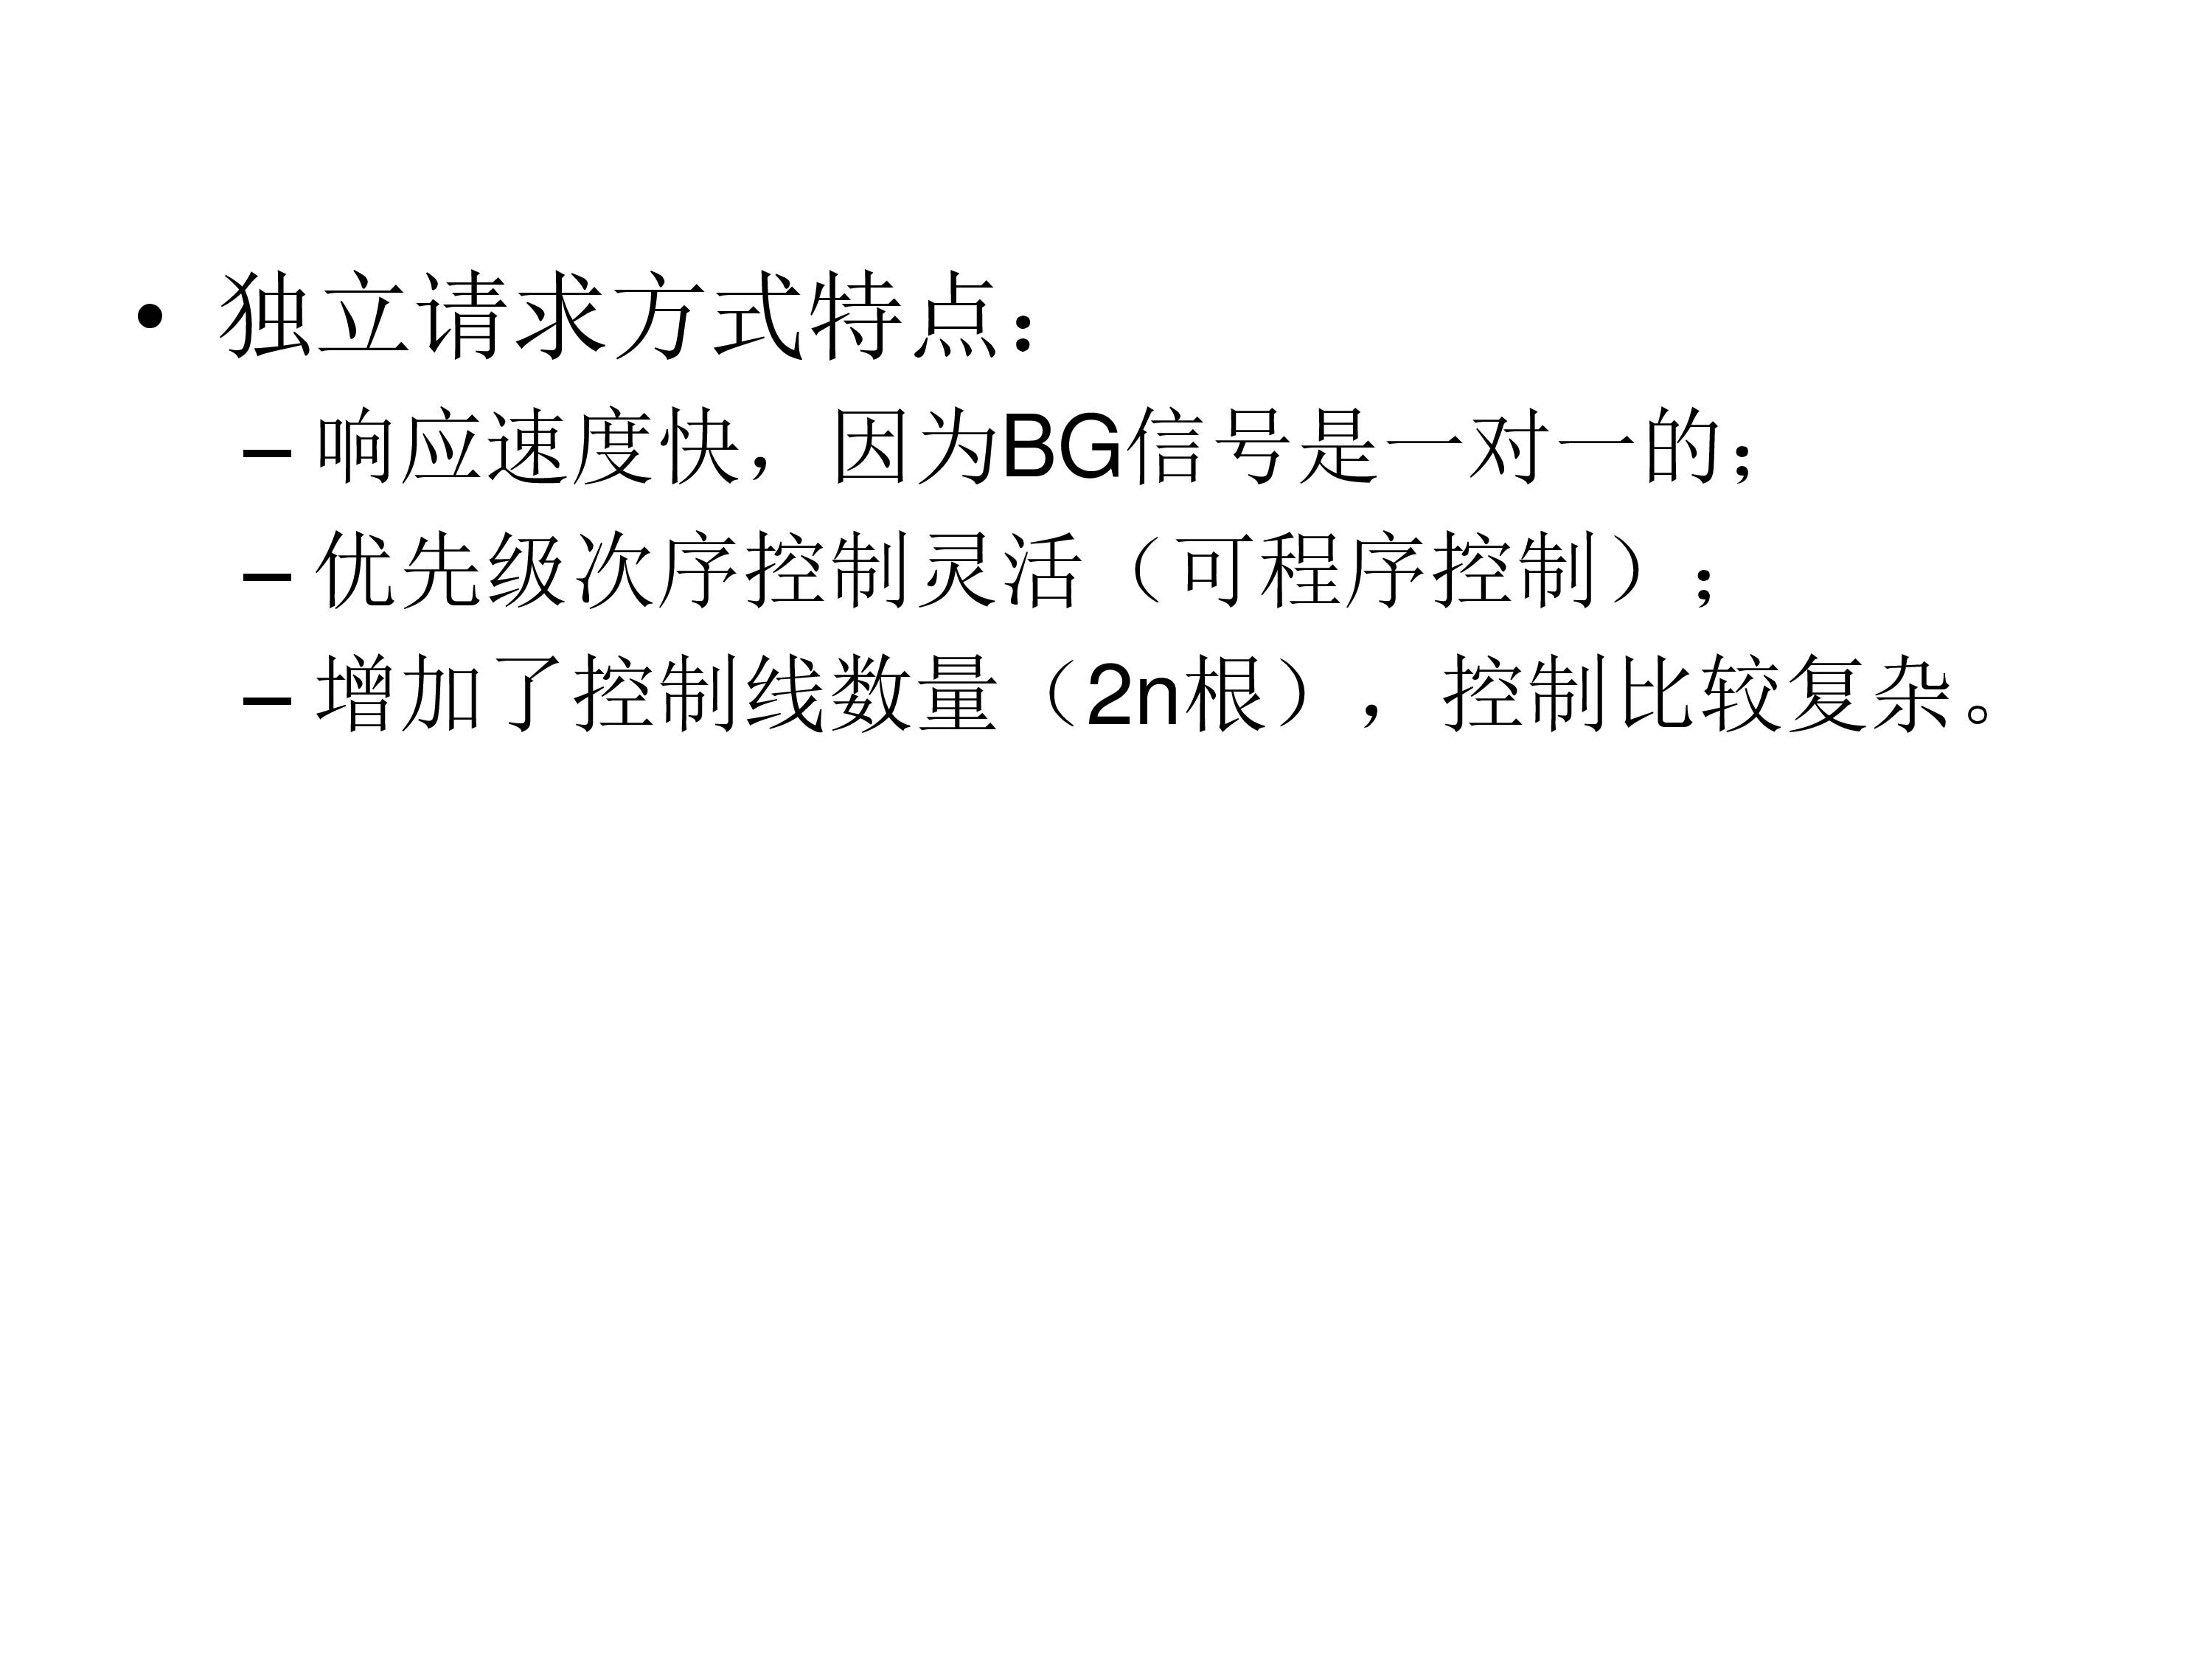 • 独立请求方式特点：
– 响应速度快，因为BG信号是一对一的；
– 优先级次序控制灵活（可程序控制）；
– 增加了控制线数量（2n根），控制比较复杂。